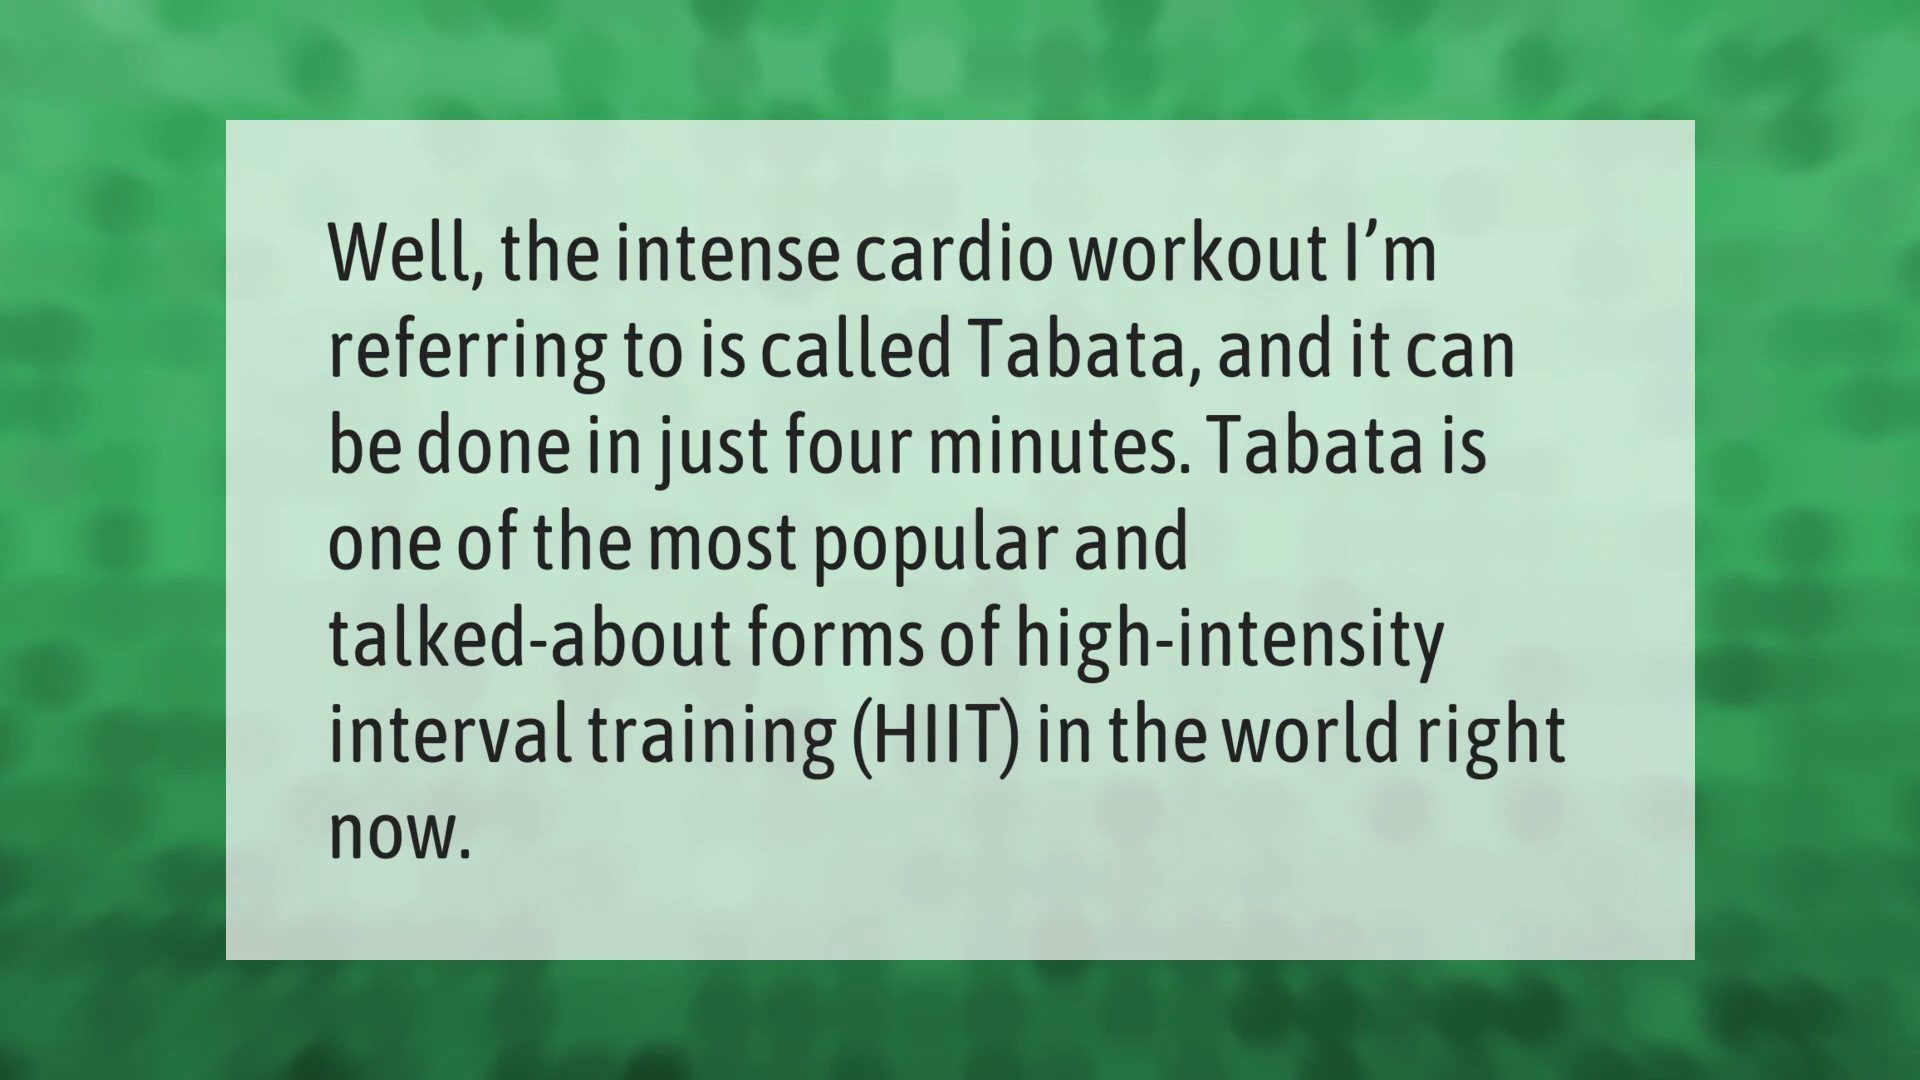 Well, the intense cardio workout I’m
referring to is called Tabata, and it can
be done in just four minutes. Tabata is
one of the most popular and
talked-about forms of high-intensity
interval training (HIIT) in the world right
now.